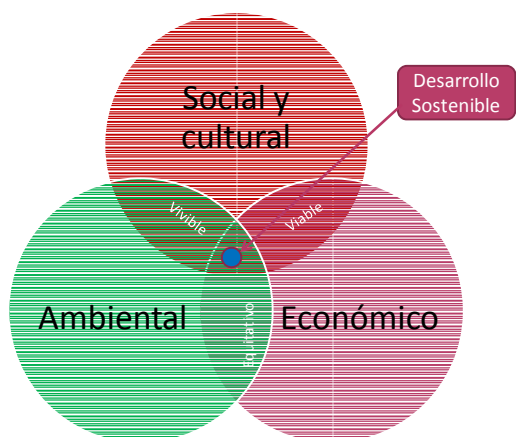 Desarrollo
Sostenible
Social y
cultural
Vivible
Viable
Ambiental
Económico
Equitativo